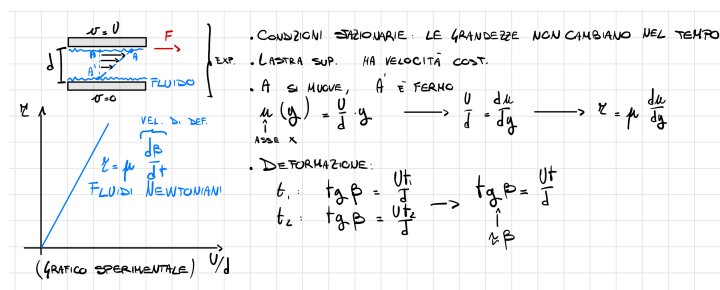 v = U
F
d
A A
A'
FLUIDO
v = 0
EXP.
• CONDIZIONI STAZIONARIE: LE GRANDEZZE NON CAMBIANO NEL TEMPO
• LASTRA SUP. HA VELOCITÀ COST.
• A SI MUOVE, A' È FERMO
u(y) = U/d · y → U/d = du/dy → τ = μ du/dy
↑
ASSE X
• DEFORMAZIONE:
t₁: tg β = Ut₁/d
t₂: tg β = Ut₂/d → tg β = Ut/d
↑
≈ β
τ
VEL. DI DEF.
τ = μ dβ/dt
FLUIDI NEWTONIANI
U/d
(GRAFICO SPERIMENTALE)